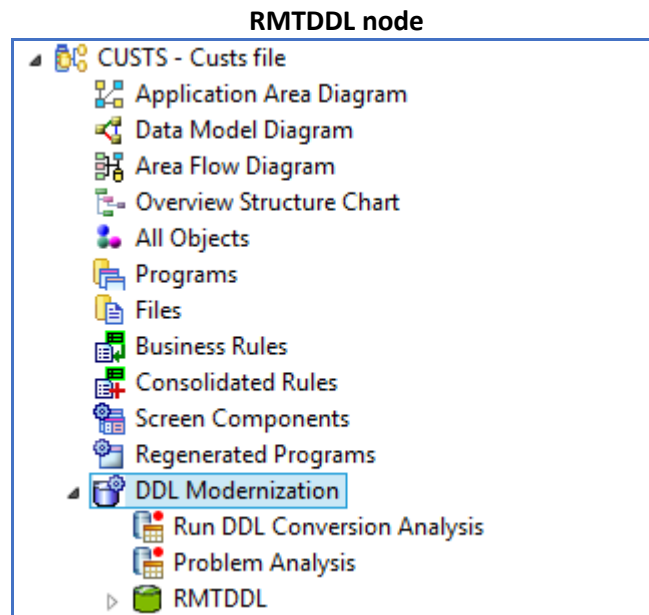 RMTDDL node
CUSTS - Custs file
Application Area Diagram
Data Model Diagram
Area Flow Diagram
Overview Structure Chart
All Objects
Programs
Files
Business Rules
Consolidated Rules
Screen Components
Regenerated Programs
DDL Modernization
Run DDL Conversion Analysis
Problem Analysis
RMTDDL